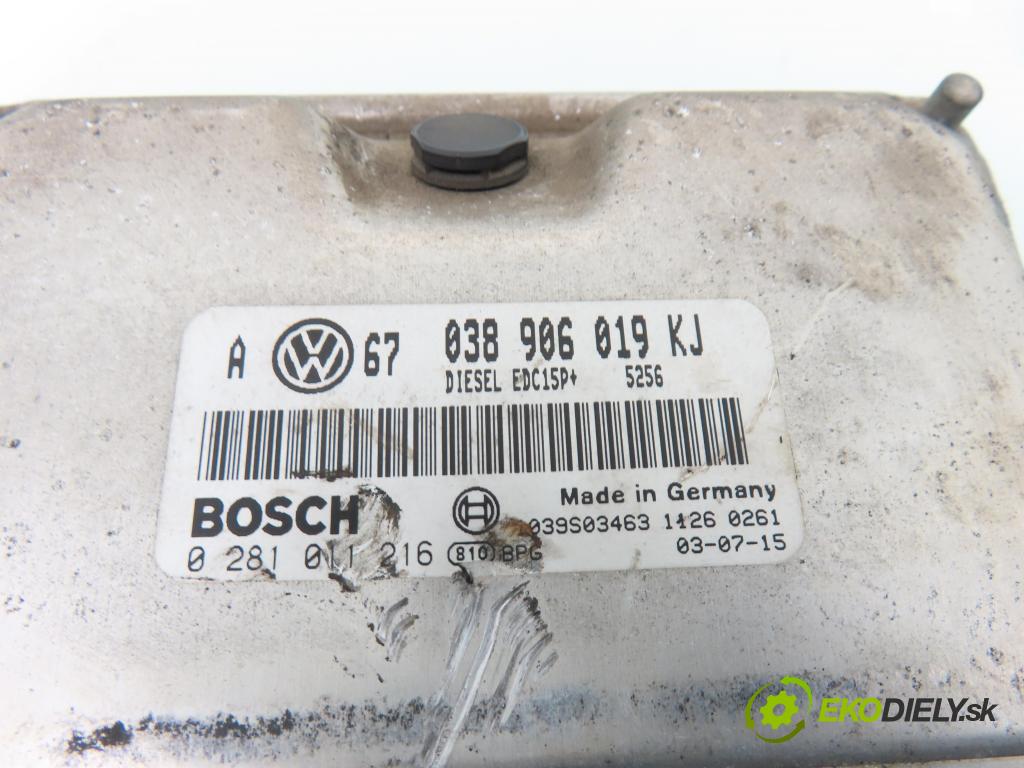 A VW 67 038 906 019 KJ
DIESEL EDC15P+ 5256
BOSCH
Made in Germany
039S03463 1126 0261
0 281 011 216 810 BPG
03-07-15
EKODIELY.sk